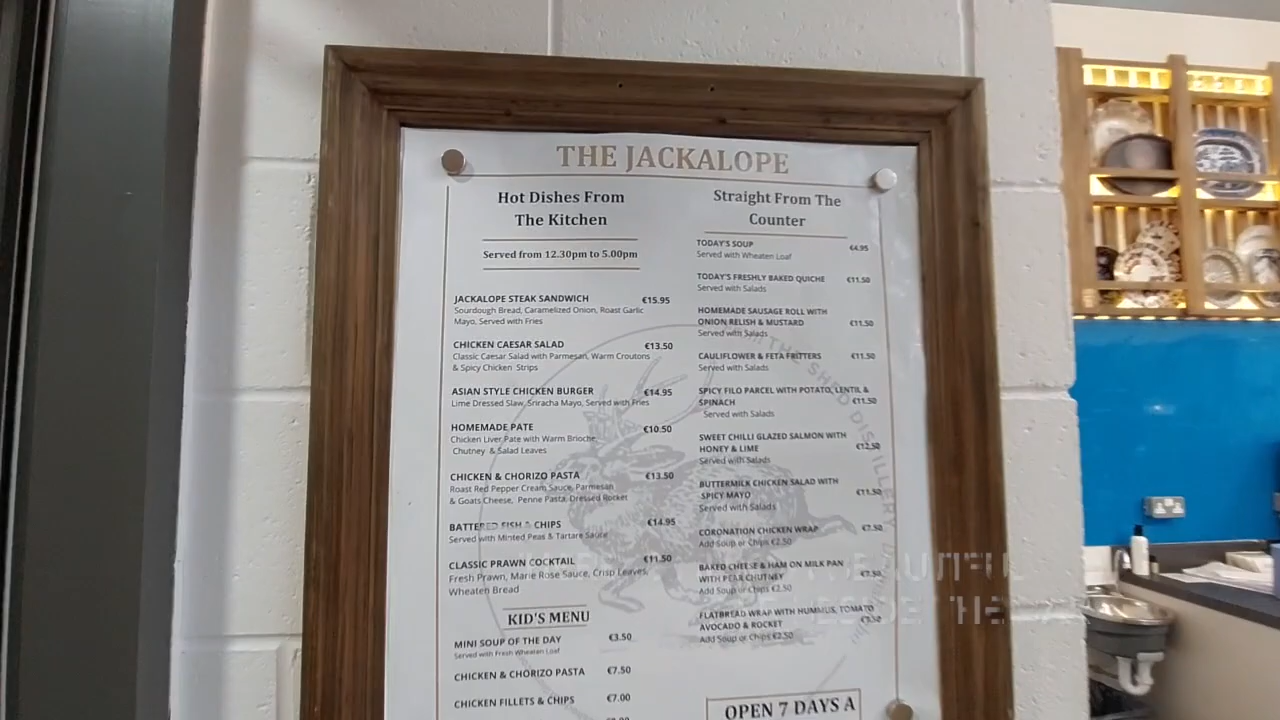 THE JACKALOPE
Hot Dishes From
The Kitchen
Served from 12.30pm to 5.00pm
JACKALOPE STEAK SANDWICH €15.95
Sourdough Bread, Caramelized Onion, Roast Garlic
Mayo, Served with Fries
CHICKEN CAESAR SALAD €13.50
Classic Caesar Salad with Parmesan, Warm Croutons
& Spicy Chicken Strips
ASIAN STYLE CHICKEN BURGER €14.95
Lime Dressed Slaw, Sriracha Mayo, Served with Fries
HOMEMADE PATE €10.50
Chicken Liver Pate with Warm Brioche,
Chutney & Salad Leaves
CHICKEN & CHORIZO PASTA €13.50
Roast Red Pepper Cream Sauce, Parmesan
& Goats Cheese, Penne Pasta, Dressed Rocket
BATTERED FISH & CHIPS €14.95
Served with Minted Peas & Tartare Sauce
CLASSIC PRAWN COCKTAIL €11.50
Fresh Prawn, Marie Rose Sauce, Crisp Leaves,
Wheaten Bread
KID'S MENU
MINI SOUP OF THE DAY €3.50
Served with Fresh Wheaten Loaf
CHICKEN & CHORIZO PASTA €7.50
CHICKEN FILLETS & CHIPS €7.00
Straight From The
Counter
TODAY'S SOUP €4.95
Served with Wheaten Loaf
TODAY'S FRESHLY BAKED QUICHE €11.50
Served with Salads
HOMEMADE SAUSAGE ROLL WITH
ONION RELISH & MUSTARD €11.50
Served with Salads
CAULIFLOWER & FETA FRITTERS €11.50
Served with Salads
SPICY FILO PARCEL WITH POTATO, LENTIL &
SPINACH €11.50
Served with Salads
SWEET CHILLI GLAZED SALMON WITH
HONEY & LIME €12.50
Served with Salads
BUTTERMILK CHICKEN SALAD WITH
SPICY MAYO €11.50
Served with Salads
CORONATION CHICKEN WRAP €7.50
Add Soup or Chips €2.50
BAKED CHEESE & HAM ON MILK PAN
WITH PEAR CHUTNEY €7.50
Add Soup or Chips €2.50
FLATBREAD WRAP WITH HUMMUS, TOMATO
AVOCADO & ROCKET
Add Soup or Chips €2.50
OPEN 7 DAYS A
THE SHED DISTILLERY